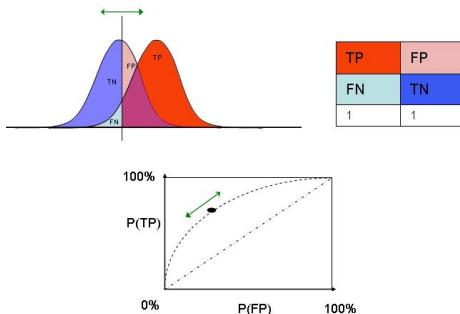 TP FP
FN TN
1 1
FP
TP
TN
FN
100%
P(TP)
0%
P(FP)
100%